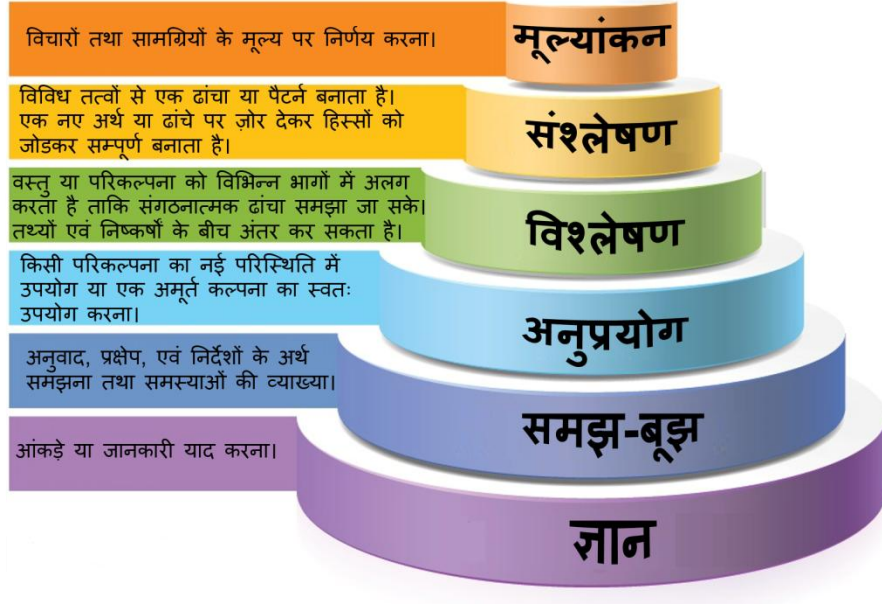 विचारों तथा सामग्रियों के मूल्य पर निर्णय करना।
मूल्यांकन
विविध तत्वों से एक ढांचा या पैटर्न बनाता है।
एक नए अर्थ या ढांचे पर ज़ोर देकर हिस्सों को
जोडकर सम्पूर्ण बनाता है।
संश्लेषण
वस्तु या परिकल्पना को विभिन्न भागों में अलग
करता है ताकि संगठनात्मक ढांचा समझा जा सके।
तथ्यों एवं निष्कर्षों के बीच अंतर कर सकता है।
विश्लेषण
किसी परिकल्पना का नई परिस्थिति में
उपयोग या एक अमूर्त कल्पना का स्वतः
उपयोग करना।
अनुप्रयोग
अनुवाद, प्रक्षेप, एवं निर्देशों के अर्थ
समझना तथा समस्याओं की व्याख्या।
समझ-बूझ
आंकड़े या जानकारी याद करना।
ज्ञान